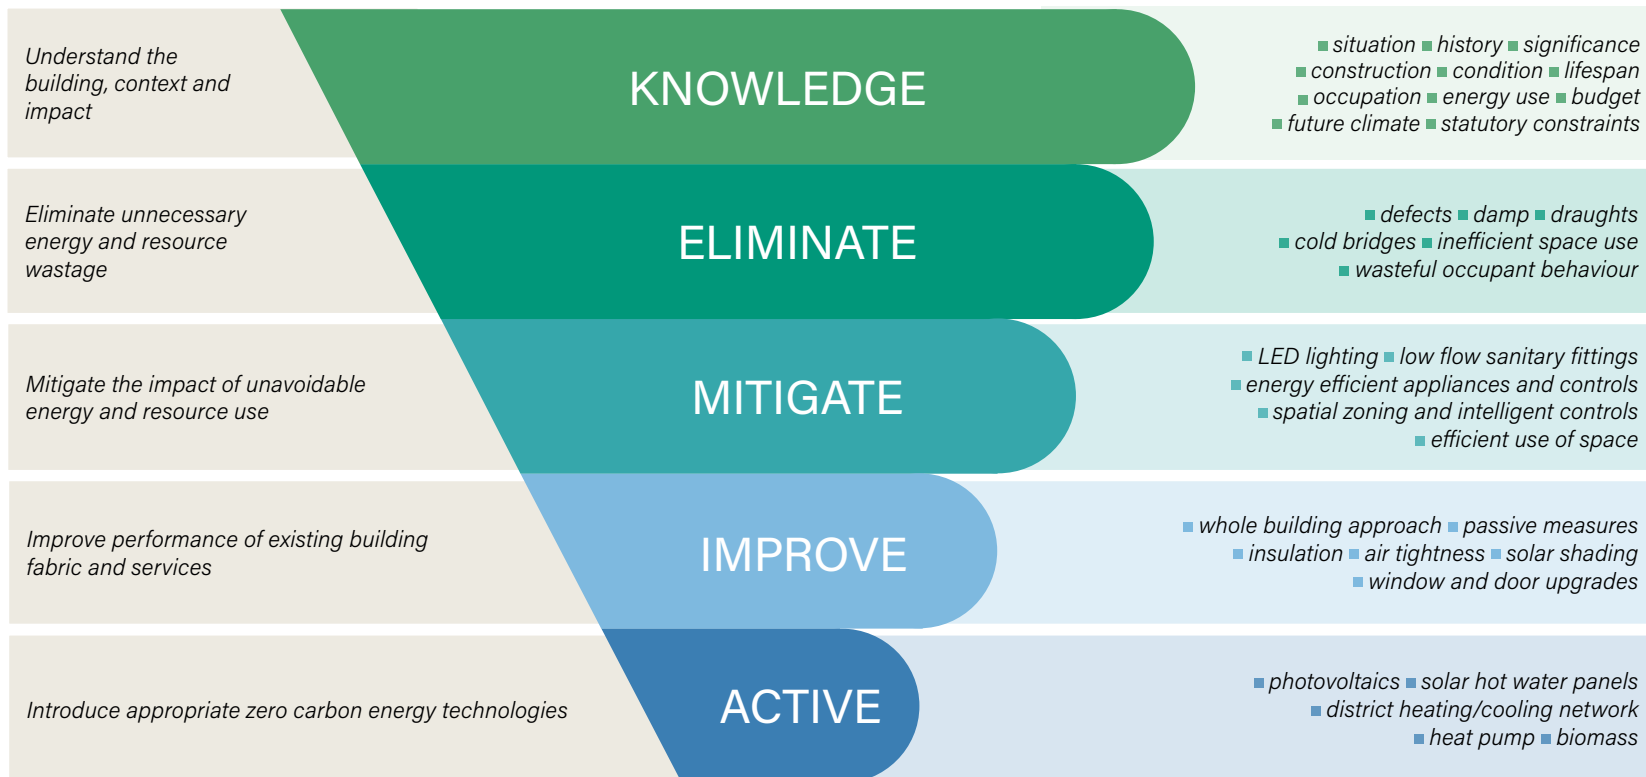 Understand the
building, context and
impact
KNOWLEDGE
■ situation ■ history ■ significance
■ construction ■ condition ■ lifespan
■ occupation ■ energy use ■ budget
■ future climate ■ statutory constraints
Eliminate unnecessary
energy and resource
wastage
ELIMINATE
■ defects ■ damp ■ draughts
■ cold bridges ■ inefficient space use
■ wasteful occupant behaviour
Mitigate the impact of unavoidable
energy and resource use
MITIGATE
■ LED lighting ■ low flow sanitary fittings
■ energy efficient appliances and controls
■ spatial zoning and intelligent controls
■ efficient use of space
Improve performance of existing building
fabric and services
IMPROVE
■ whole building approach ■ passive measures
■ insulation ■ air tightness ■ solar shading
■ window and door upgrades
Introduce appropriate zero carbon energy technologies
ACTIVE
■ photovoltaics ■ solar hot water panels
■ district heating/cooling network
■ heat pump ■ biomass